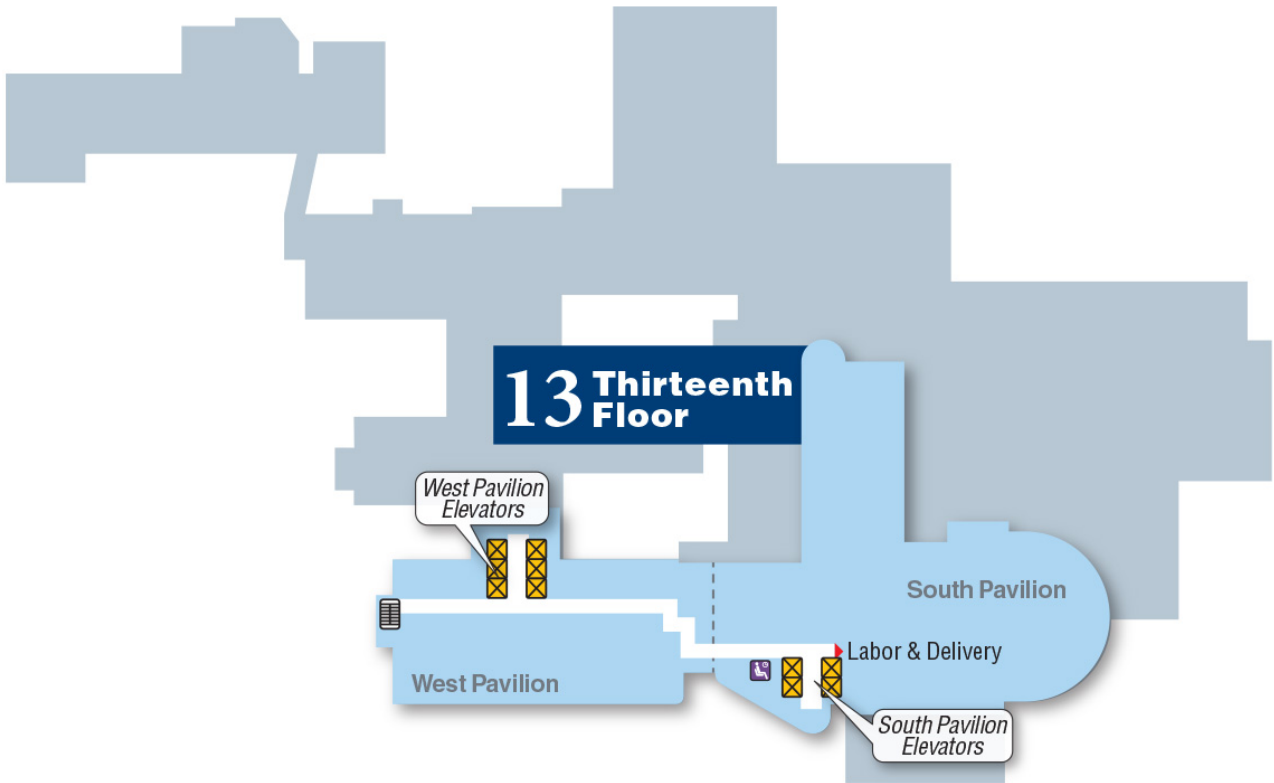 13 Thirteenth
Floor
West Pavilion
Elevators
South Pavilion
Labor & Delivery
West Pavilion
South Pavilion
Elevators